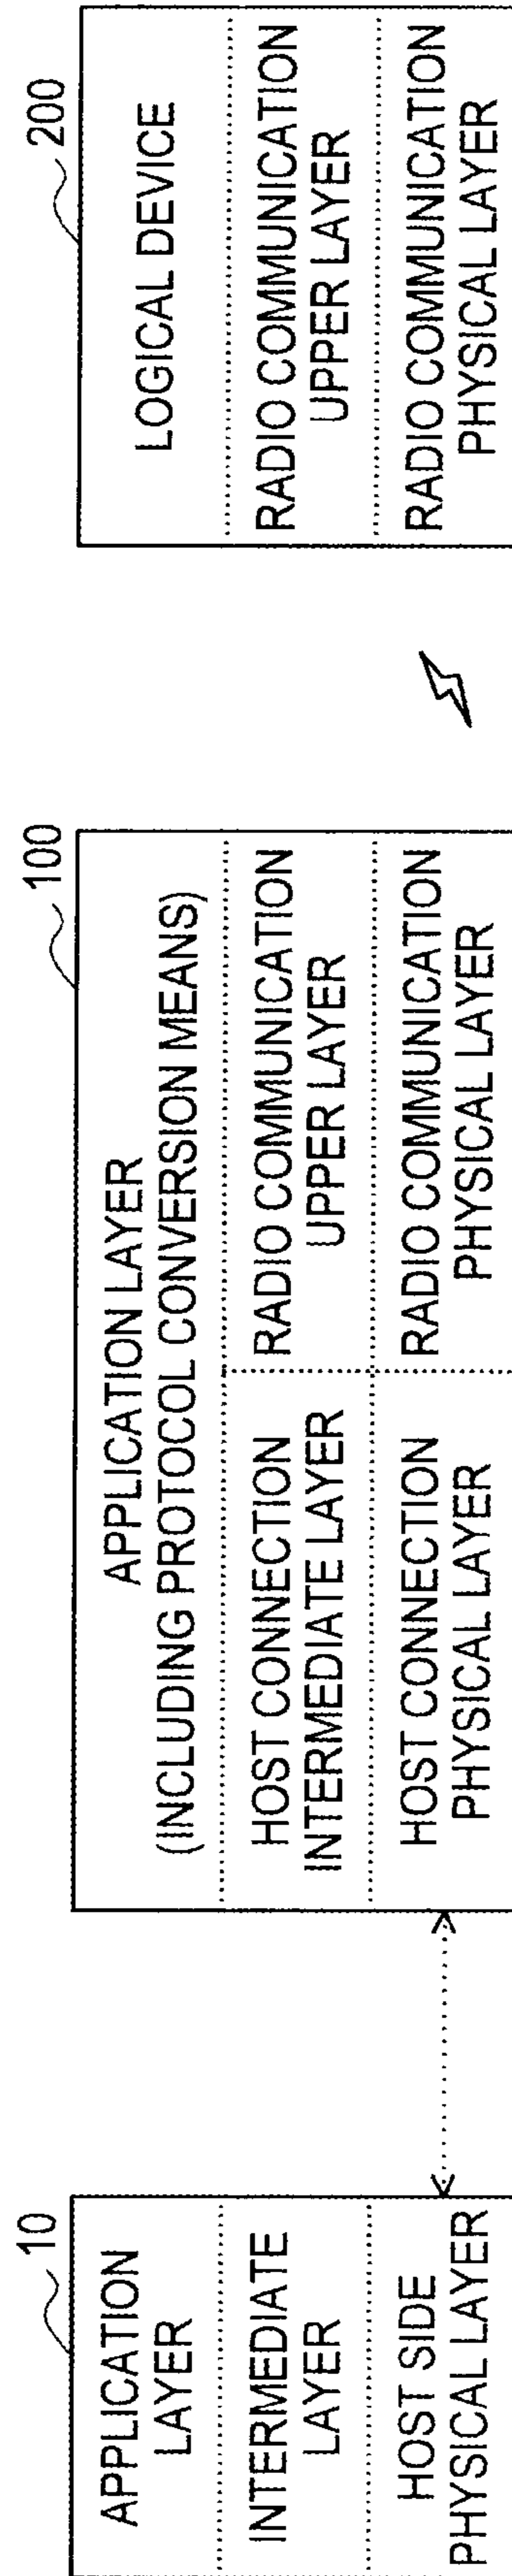 10
APPLICATION
LAYER
INTERMEDIATE
LAYER
HOST SIDE
PHYSICAL LAYER
100
APPLICATION LAYER
(INCLUDING PROTOCOL CONVERSION MEANS)
HOST CONNECTION
INTERMEDIATE LAYER
RADIO COMMUNICATION
UPPER LAYER
HOST CONNECTION
PHYSICAL LAYER
RADIO COMMUNICATION
PHYSICAL LAYER
200
LOGICAL DEVICE
RADIO COMMUNICATION
UPPER LAYER
RADIO COMMUNICATION
PHYSICAL LAYER